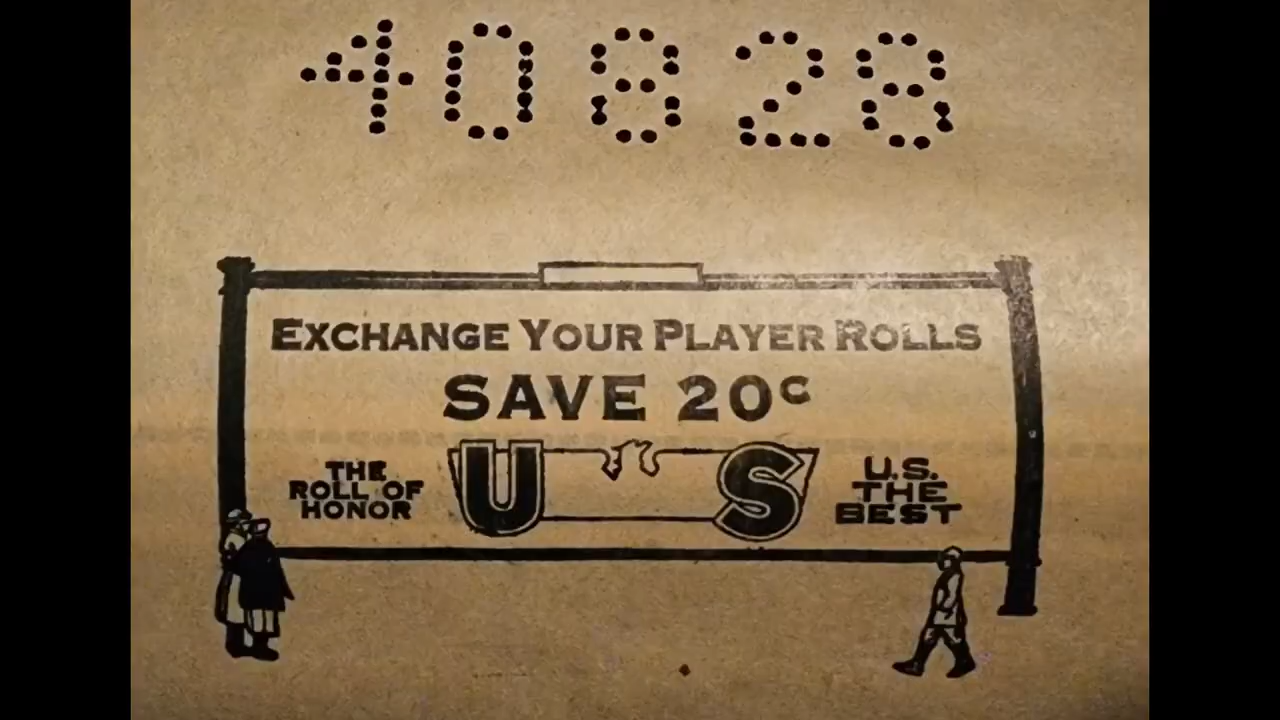 40828
EXCHANGE YOUR PLAYER ROLLS
SAVE 20c
THE
ROLL OF
HONOR
U S
U.S.
THE
BEST